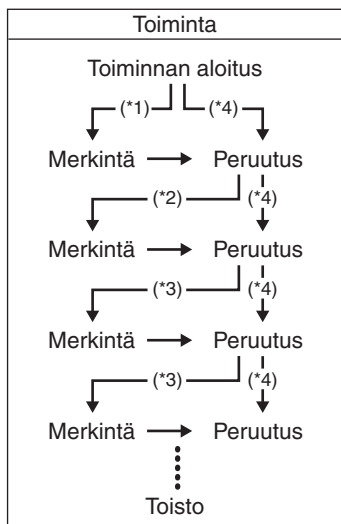 Toiminta
Toiminnan aloitus
(*1) (*4)
Merkintä Peruutus
(*2) (*4)
Merkintä Peruutus
(*3) (*4)
Merkintä Peruutus
(*3) (*4)
Merkintä Peruutus
Toisto